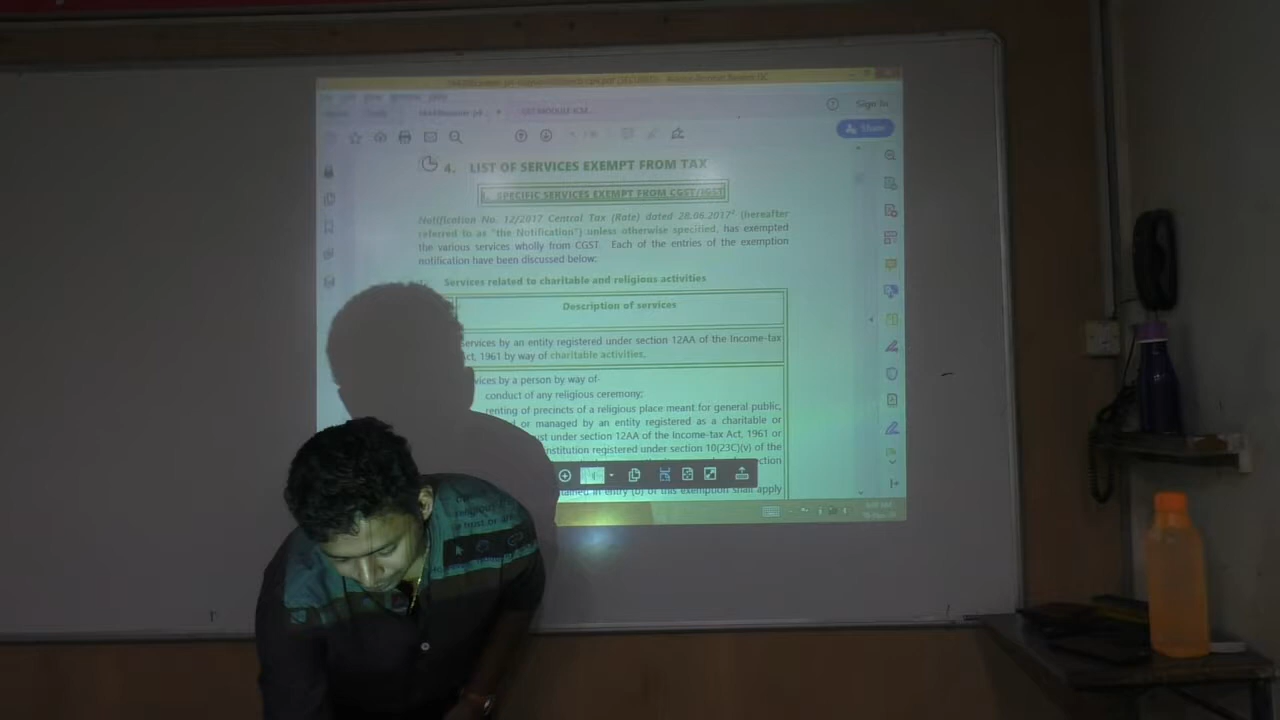 Sign In
Share
4. LIST OF SERVICES EXEMPT FROM TAX
I. SPECIFIC SERVICES EXEMPT FROM CGST/IGST
Notification No. 12/2017 Central Tax (Rate) dated 28.06.2017² (hereafter
referred to as "the Notification") unless otherwise specified, has exempted
the various services wholly from CGST. Each of the entries of the exemption
notification have been discussed below:
Services related to charitable and religious activities
Description of services
services by an entity registered under section 12AA of the Income-tax
Act, 1961 by way of charitable activities.
vices by a person by way of-
conduct of any religious ceremony;
renting of precincts of a religious place meant for general public,
or managed by an entity registered as a charitable or
ust under section 12AA of the Income-tax Act, 1961 or
nstitution registered under section 10(23C)(v) of the
ection
tained in entry (b) of this exemption shall apply